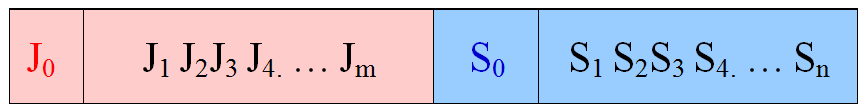 J₀ J₁ J₂J₃ J₄. … Jₘ S₀ S₁ S₂S₃ S₄. … Sₙ